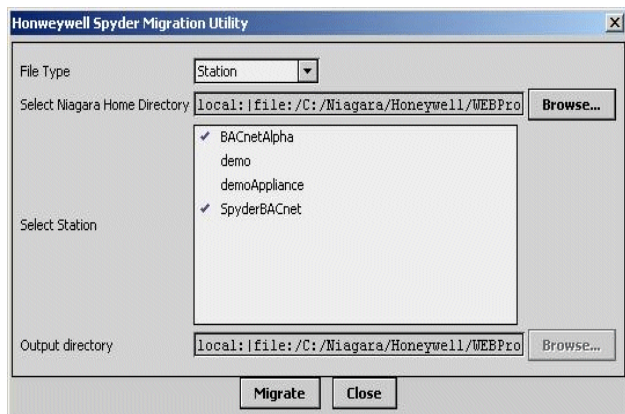 Honweywell Spyder Migration Utility
File Type Station
Select Niagara Home Directory local:|file:/C:/Niagara/Honeywell/WEBPro Browse...
BACnetAlpha
demo
demoAppliance
SpyderBACnet
Select Station
Output directory local:|file:/C:/Niagara/Honeywell/WEBPro Browse...
Migrate Close